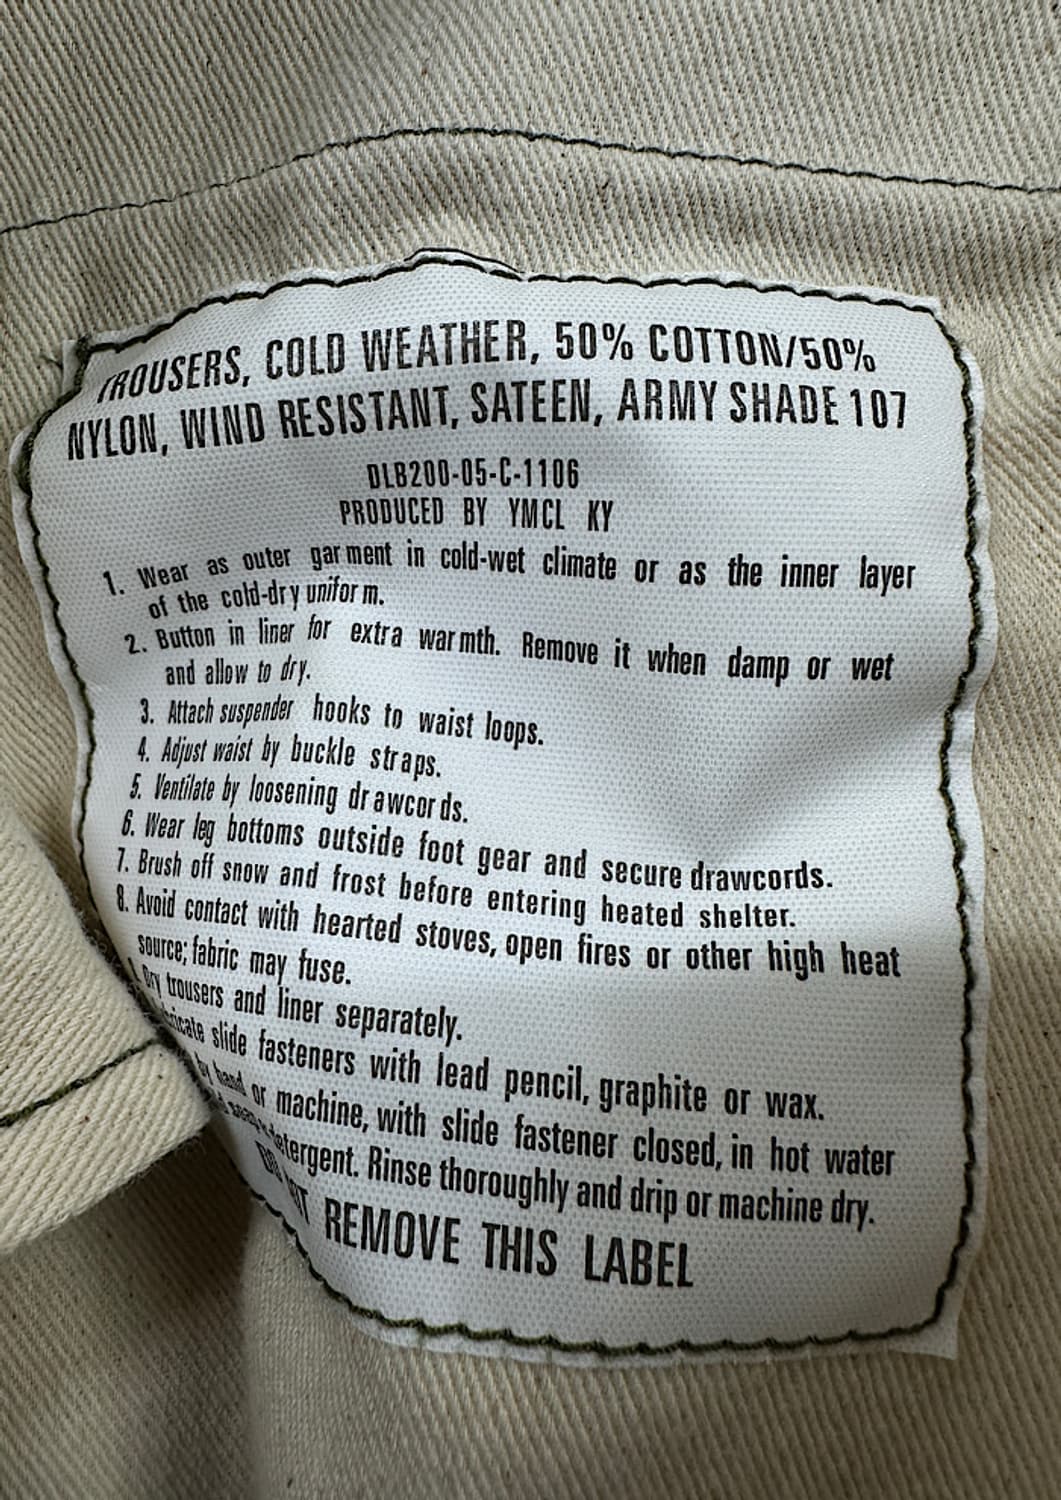 TROUSERS, COLD WEATHER, 50% COTTON/50%
NYLON, WIND RESISTANT, SATEEN, ARMY SHADE 107
DLB200-05-C-1106
PRODUCED BY YMCL KY
1. Wear as outer garment in cold-wet climate or as the inner layer
of the cold-dry uniform.
2. Button in liner for extra warmth. Remove it when damp or wet
and allow to dry.
3. Attach suspender hooks to waist loops.
4. Adjust waist by buckle straps.
5. Ventilate by loosening drawcords.
6. Wear leg bottoms outside foot gear and secure drawcords.
7. Brush off snow and frost before entering heated shelter.
8. Avoid contact with hearted stoves, open fires or other high heat
source; fabric may fuse.
Dry trousers and liner separately.
slide fasteners with lead pencil, graphite or wax.
by hand or machine, with slide fastener closed, in hot water
detergent. Rinse thoroughly and drip or machine dry.
REMOVE THIS LABEL